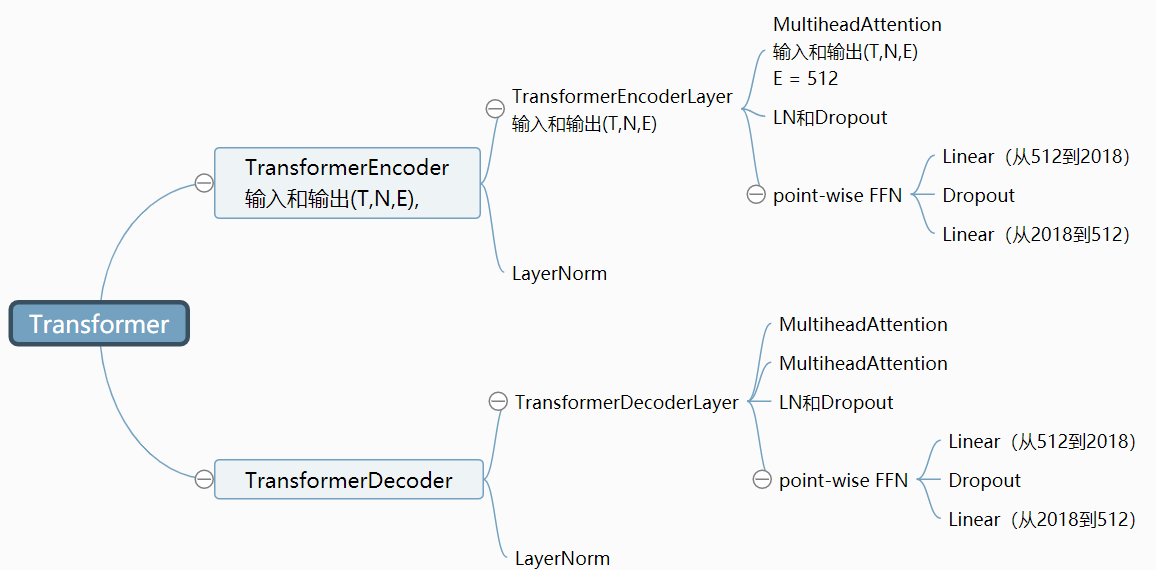 Transformer
TransformerEncoder
输入和输出(T,N,E),
TransformerEncoderLayer
输入和输出(T,N,E)
MultiheadAttention
输入和输出(T,N,E)
E = 512
LN和Dropout
point-wise FFN
Linear（从512到2018）
Dropout
Linear（从2018到512）
LayerNorm
TransformerDecoder
TransformerDecoderLayer
MultiheadAttention
MultiheadAttention
LN和Dropout
point-wise FFN
Linear（从512到2018）
Dropout
Linear（从2018到512）
LayerNorm